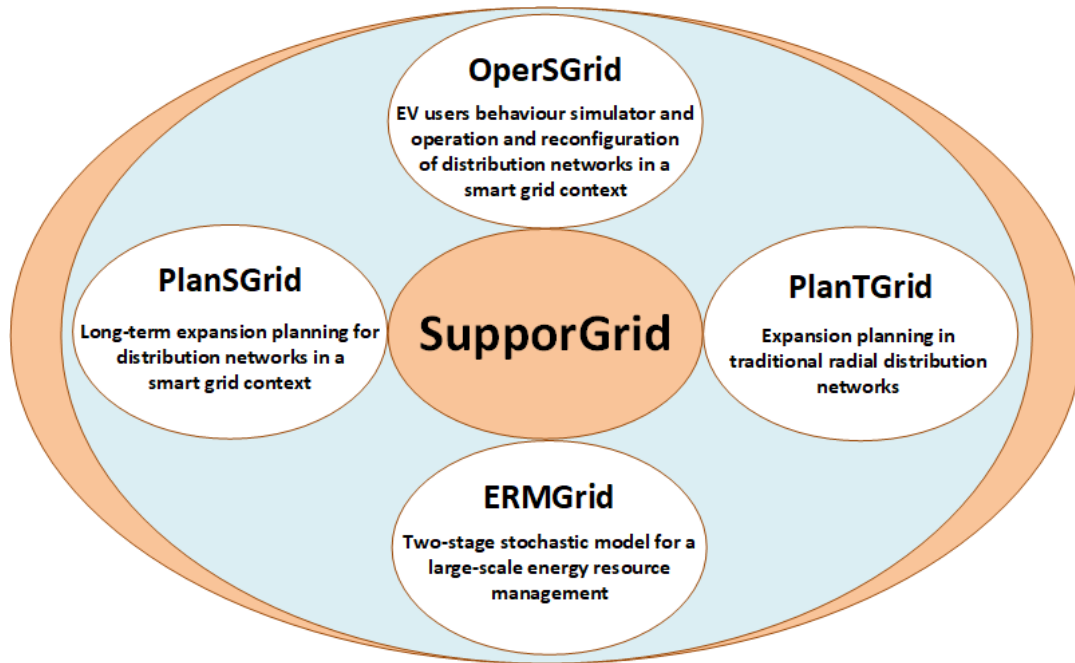 OperSGrid
EV users behaviour simulator and
operation and reconfiguration
of distribution networks in a
smart grid context
PlanSGrid
Long-term expansion planning for
distribution networks in a
smart grid context
SupporGrid
PlanTGrid
Expansion planning in
traditional radial distribution
networks
ERMGrid
Two-stage stochastic model for a
large-scale energy resource
management